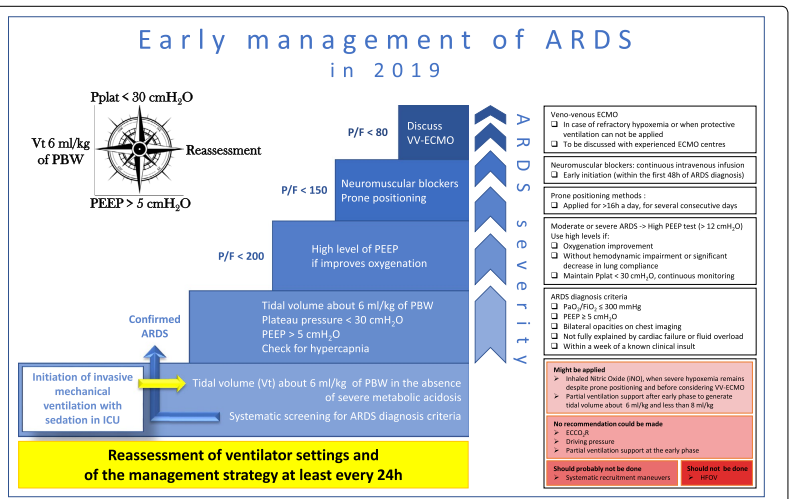 Early management of ARDS
in 2019
Pplat < 30 cmH₂O
Vt 6 ml/kg
of PBW
Reassessment
PEEP > 5 cmH₂O
P/F < 80
Discuss
VV-ECMO
P/F < 150
Neuromuscular blockers
Prone positioning
P/F < 200
High level of PEEP
if improves oxygenation
Confirmed
ARDS
Tidal volume about 6 ml/kg of PBW
Plateau pressure < 30 cmH₂O
PEEP > 5 cmH₂O
Check for hypercapnia
Initiation of invasive
mechanical
ventilation with
sedation in ICU
Tidal volume (Vt) about 6 ml/kg of PBW in the absence
of severe metabolic acidosis
Systematic screening for ARDS diagnosis criteria
Reassessment of ventilator settings and
of the management strategy at least every 24h
ARDS severity
Veno-venous ECMO
❑ In case of refractory hypoxemia or when protective
ventilation can not be applied
❑ To be discussed with experienced ECMO centres
Neuromuscular blockers: continuous intravenous infusion
❑ Early initiation (within the first 48h of ARDS diagnosis)
Prone positioning methods :
❑ Applied for >16h a day, for several consecutive days
Moderate or severe ARDS -> High PEEP test (> 12 cmH₂O)
Use high levels if:
❑ Oxygenation improvement
❑ Without hemodynamic impairment or significant
decrease in lung compliance
❑ Maintain Pplat < 30 cmH₂O, continuous monitoring
ARDS diagnosis criteria
❑ PaO₂/FiO₂ ≤ 300 mmHg
❑ PEEP ≥ 5 cmH₂O
❑ Bilateral opacities on chest imaging
❑ Not fully explained by cardiac failure or fluid overload
❑ Within a week of a known clinical insult
Might be applied
➢ Inhaled Nitric Oxide (iNO), when severe hypoxemia remains
despite prone positioning and before considering VV-ECMO
➢ Partial ventilation support after early phase to generate
tidal volume about 6 ml/kg and less than 8 ml/kg
No recommendation could be made
➢ ECCO₂R
➢ Driving pressure
➢ Partial ventilation support at the early phase
Should probably not be done
➢ Systematic recruitment maneuvers
Should not be done
➢ HFOV